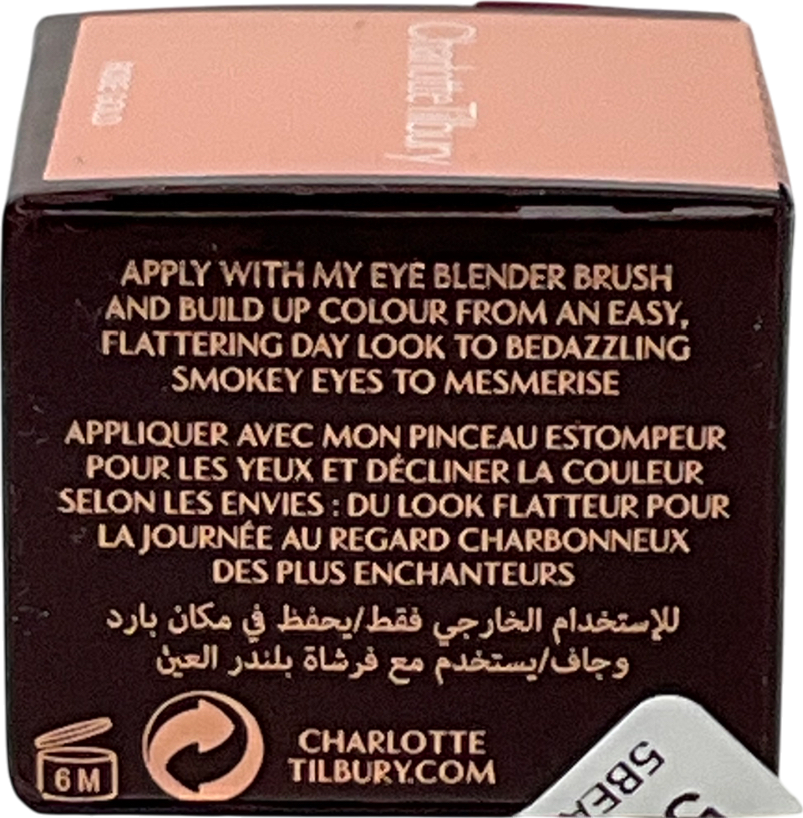 Charlotte Tilbury
ROSE GOLD
APPLY WITH MY EYE BLENDER BRUSH
AND BUILD UP COLOUR FROM AN EASY,
FLATTERING DAY LOOK TO BEDAZZLING
SMOKEY EYES TO MESMERISE
APPLIQUER AVEC MON PINCEAU ESTOMPEUR
POUR LES YEUX ET DÉCLINER LA COULEUR
SELON LES ENVIES : DU LOOK FLATTEUR POUR
LA JOURNÉE AU REGARD CHARBONNEUX
DES PLUS ENCHANTEURS
للإستخدام الخارجي فقط/يحفظ في مكان بارد
وجاف/يستخدم مع فرشاة بلندر العين
6 M
CHARLOTTE
TILBURY.COM
5BEA